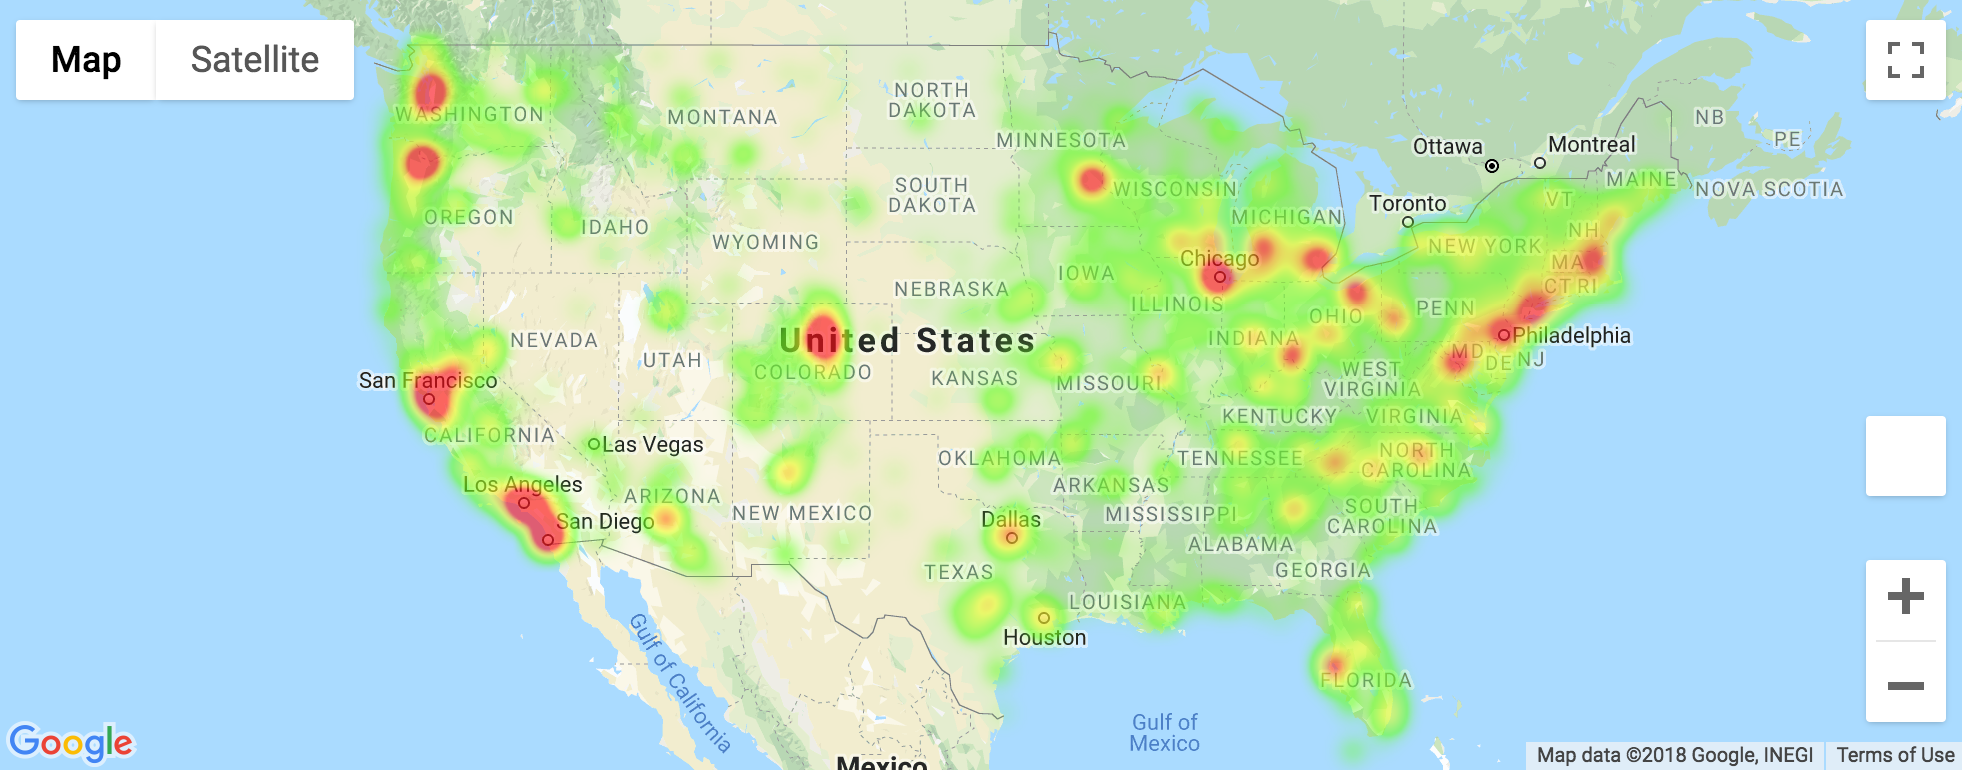 Map
Satellite
WASHINGTON
MONTANA
NORTH
DAKOTA
MINNESOTA
Ottawa
Montreal
NB
PE
OREGON
IDAHO
WYOMING
SOUTH
DAKOTA
WISCONSIN
MICHIGAN
Toronto
VT
MAINE
NOVA SCOTIA
NH
NEW YORK
MA
CT RI
Chicago
IOWA
NEBRASKA
ILLINOIS
INDIANA
OHIO
PENN
Philadelphia
MD
DE
NJ
NEVADA
UTAH
United States
COLORADO
KANSAS
MISSOURI
WEST
VIRGINIA
KENTUCKY
VIRGINIA
San Francisco
CALIFORNIA
Las Vegas
OKLAHOMA
TENNESSEE
NORTH
CAROLINA
Los Angeles
ARIZONA
NEW MEXICO
ARKANSAS
MISSISSIPPI
SOUTH
CAROLINA
San Diego
Dallas
ALABAMA
GEORGIA
TEXAS
LOUISIANA
Houston
FLORIDA
Gulf of California
Gulf of
Mexico
Mexico
Google
Map data ©2018 Google, INEGI
Terms of Use